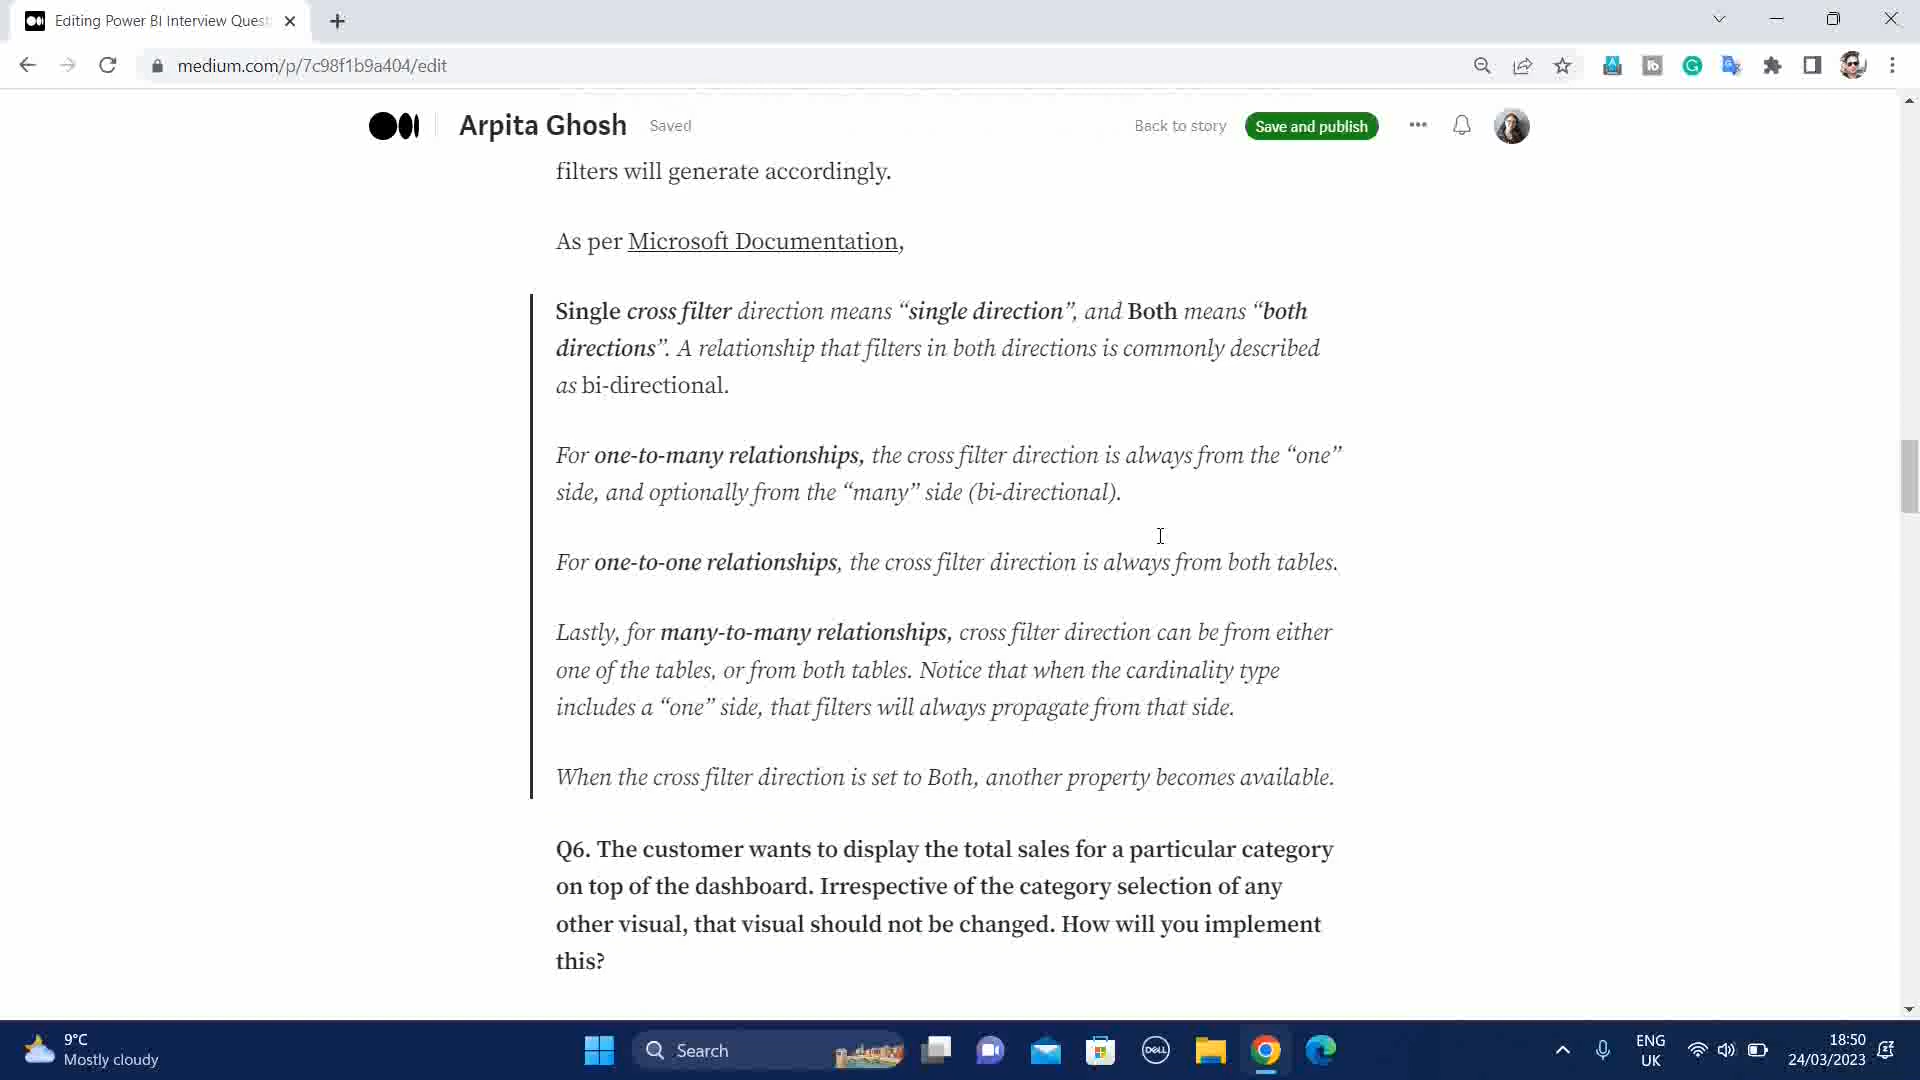 Editing Power BI Interview Quest
medium.com/p/7c98f1b9a404/edit
Arpita Ghosh
Saved
Back to story
Save and publish
filters will generate accordingly.
As per Microsoft Documentation,
Single cross filter direction means “single direction”, and Both means “both
directions”. A relationship that filters in both directions is commonly described
as bi-directional.
For one-to-many relationships, the cross filter direction is always from the “one”
side, and optionally from the “many” side (bi-directional).
For one-to-one relationships, the cross filter direction is always from both tables.
Lastly, for many-to-many relationships, cross filter direction can be from either
one of the tables, or from both tables. Notice that when the cardinality type
includes a “one” side, that filters will always propagate from that side.
When the cross filter direction is set to Both, another property becomes available.
Q6. The customer wants to display the total sales for a particular category
on top of the dashboard. Irrespective of the category selection of any
other visual, that visual should not be changed. How will you implement
this?
9°C
Mostly cloudy
Search
DELL
ENG
UK
18:50
24/03/2023